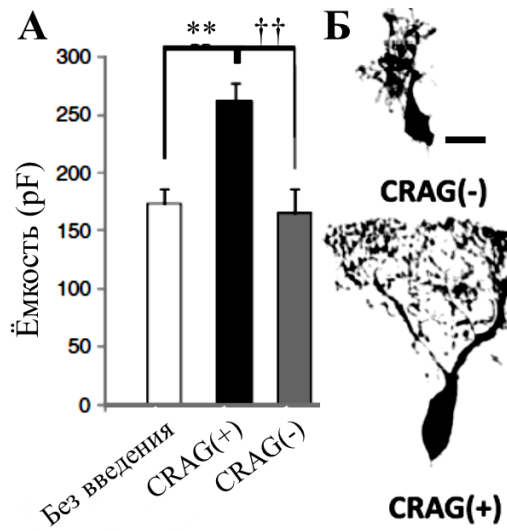 А
** ††
300
250
200
150
100
50
0
Ёмкость (pF)
Без введения
CRAG(+)
CRAG(-)
Б
CRAG(-)
CRAG(+)